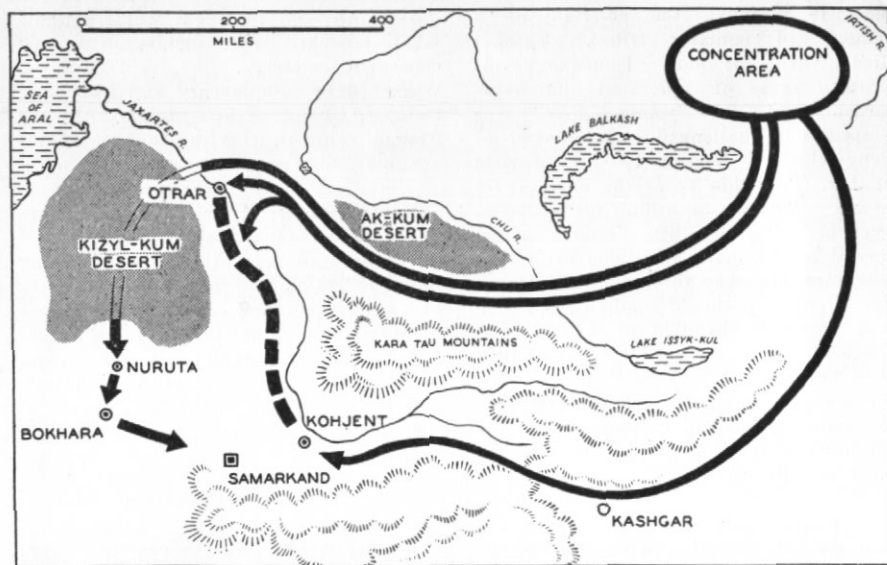 0 200 400
MILES
IRTISH R.
CONCENTRATION
AREA
SEA
OF
ARAL
JAXARTES R.
LAKE BALKASH
OTRAR
AK-KUM
DESERT
CHU R.
KIZYL-KUM
DESERT
KARA TAU MOUNTAINS
LAKE ISSYK-KUL
NURUTA
BOKHARA
KOHJENT
SAMARKAND
KASHGAR